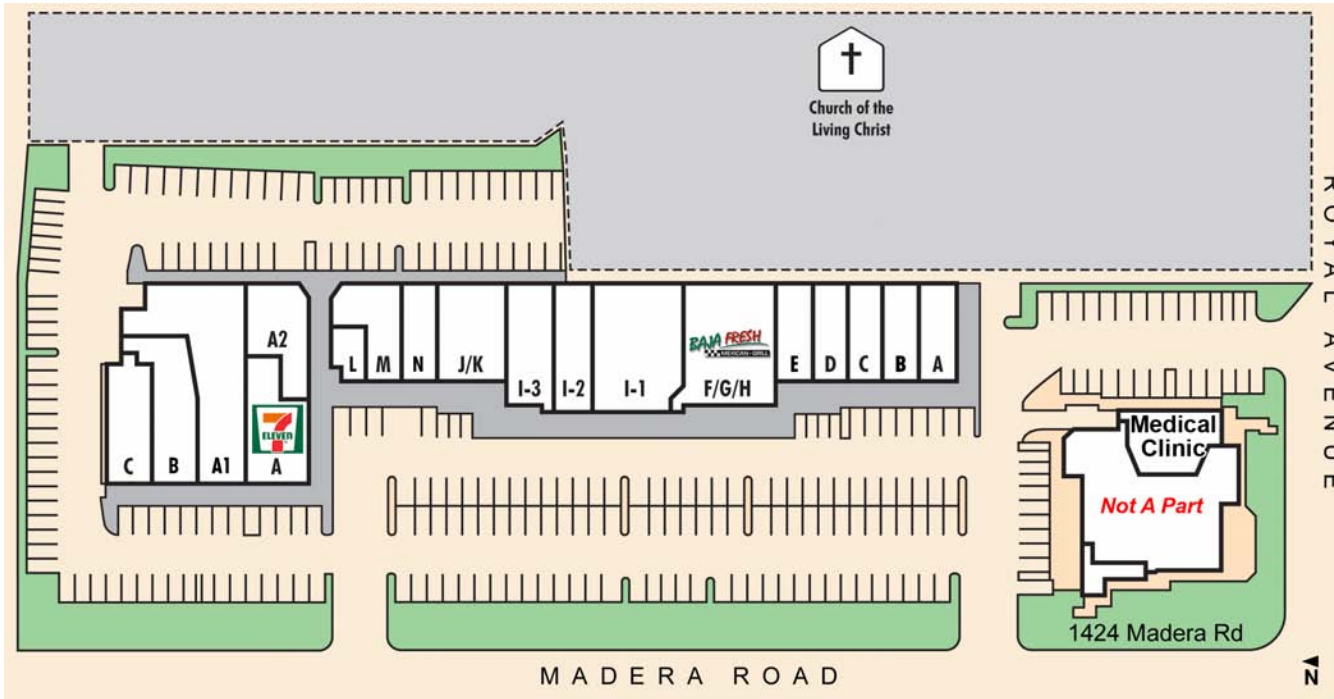 Church of the
Living Christ
ROYAL AVENUE
A2
BAJA FRESH
MEXICAN • GRILL
L
M
N
J/K
I-3
I-2
I-1
F/G/H
E
D
C
B
A
7
ELEVEN
C
B
A1
A
Medical
Clinic
Not A Part
1424 Madera Rd
MADERA ROAD
N